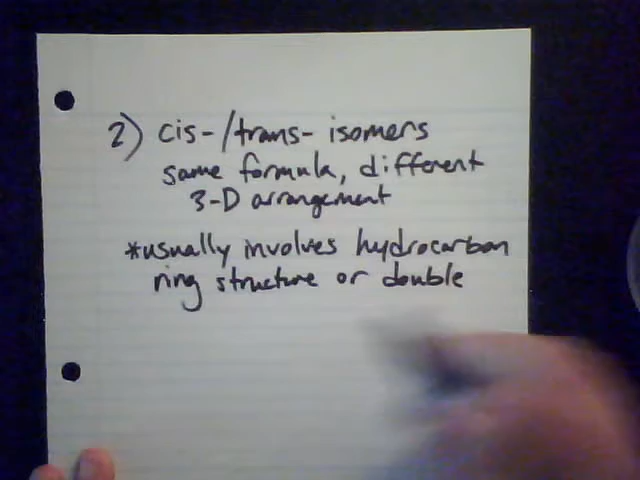 2) cis-/trans- isomers
same formula, different
3-D arrangement
*usually involves hydrocarbon
ring structure or double